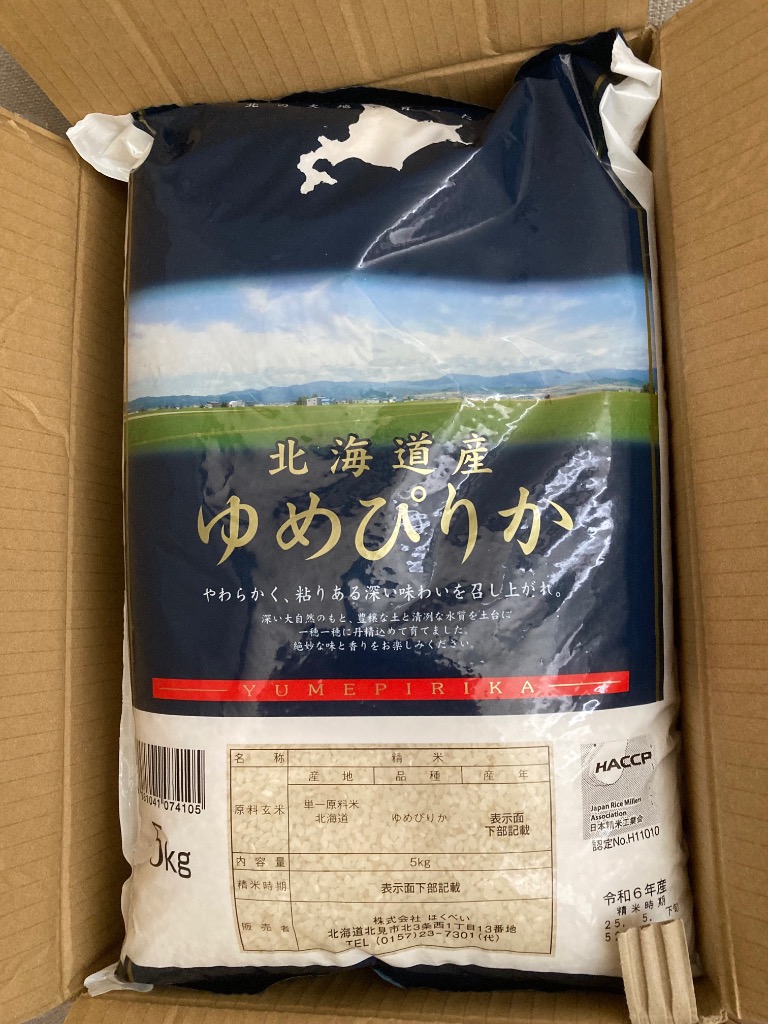 北海道産
ゆめぴりか
やわらかく、粘りある深い味わいを召し上がれ。
深い大自然のもと、豊穣な土と清冽な水質を土台に
一穂一穂に丹精込めて育てました。
絶妙な味と香りをお楽しみください。
YUMEPIRIKA
名称 精米
産地 品種 産年
原料玄米 単一原料米 北海道 ゆめぴりか 表示面下部記載
内容量 5kg
精米時期 表示面下部記載
販売者 株式会社 はくべい
北海道北見市北3条西1丁目13番地
TEL(0157)23-7301(代)
041 074105
5kg
HACCP
Japan Rice Millers
Association
日本精米工業会
認定No.H11010
令和6年産
精米時期
25. 5. 下旬